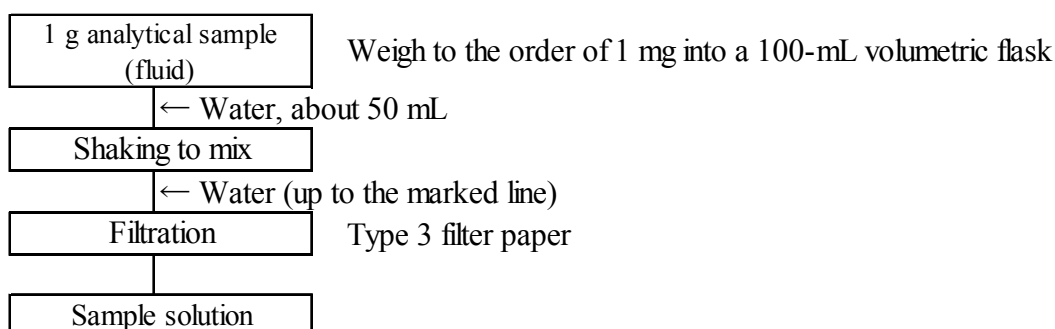 1 g analytical sample
(fluid)
Weigh to the order of 1 mg into a 100-mL volumetric flask
← Water, about 50 mL
Shaking to mix
← Water (up to the marked line)
Filtration
Type 3 filter paper
Sample solution